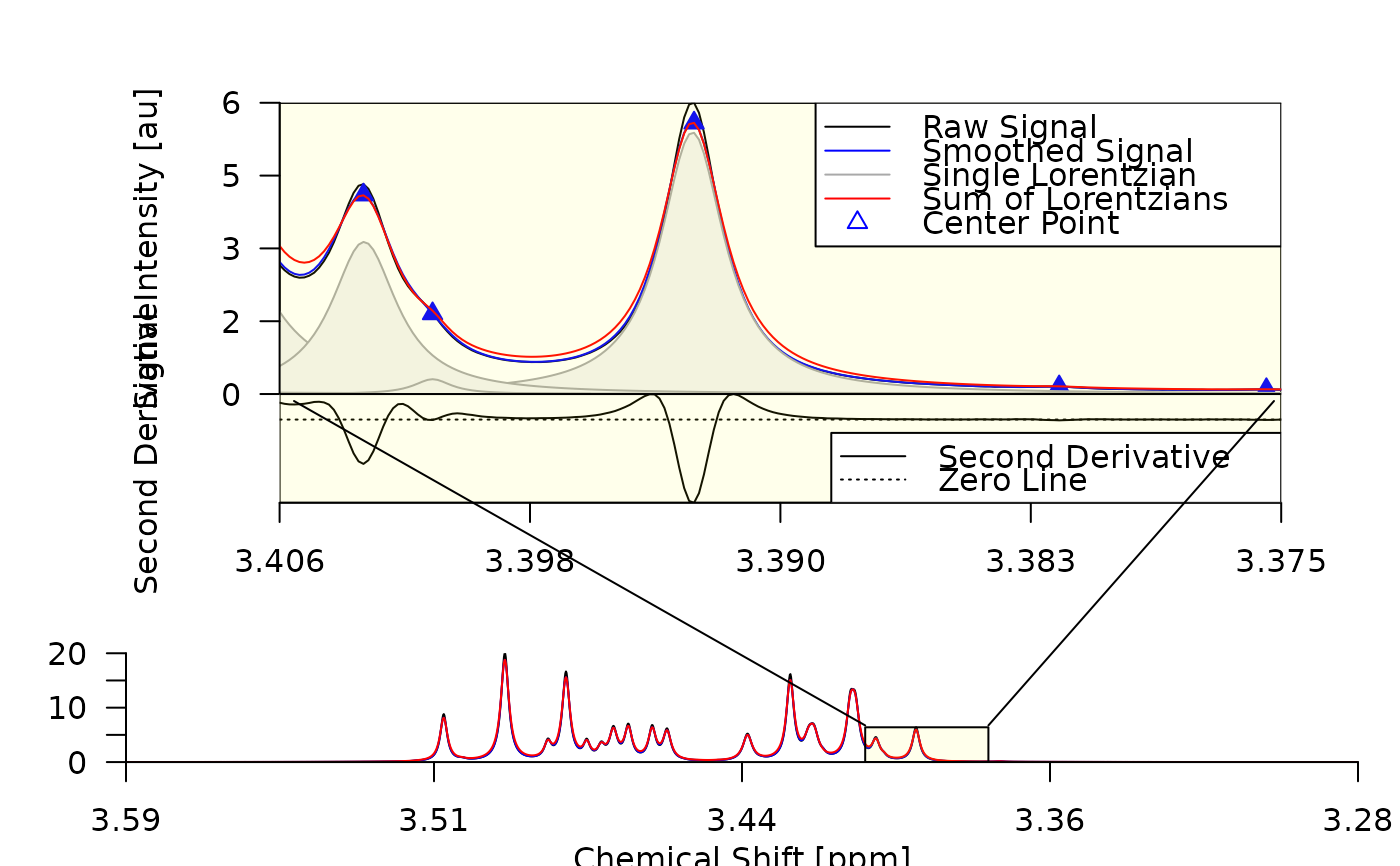 6
5
3
2
0
Signal Intensity [au]
Second Derivative
Raw Signal
Smoothed Signal
Single Lorentzian
Sum of Lorentzians
Center Point
Second Derivative
Zero Line
3.406 3.398 3.390 3.383 3.375
20
10
0
3.59 3.51 3.44 3.36 3.28
Chemical Shift [ppm]